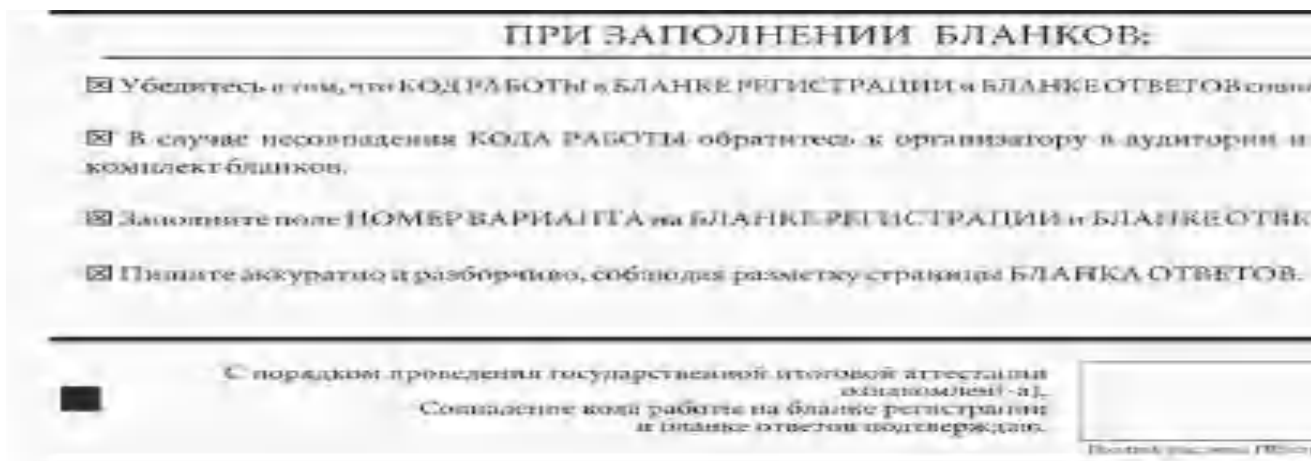 ПРИ ЗАПОЛНЕНИИ БЛАНКОВ:
Убедитесь в том, что КОД РАБОТЫ в БЛАНКЕ РЕГИСТРАЦИИ и БЛАНКЕ ОТВЕТОВ
В случае несовпадения КОДА РАБОТЫ обратитесь к организатору в аудитории и
комплект бланков.
Заполните поле НОМЕР ВАРИАНТА на БЛАНКЕ РЕГИСТРАЦИИ и БЛАНКЕ
Пишите аккуратно и разборчиво, соблюдая разметку страницы БЛАНКА ОТВЕТОВ.
С порядком проведения государственной итоговой аттестации
ознакомлен(-а).
Совпадение кода работы на бланке регистрации
и бланке ответов подтверждаю.